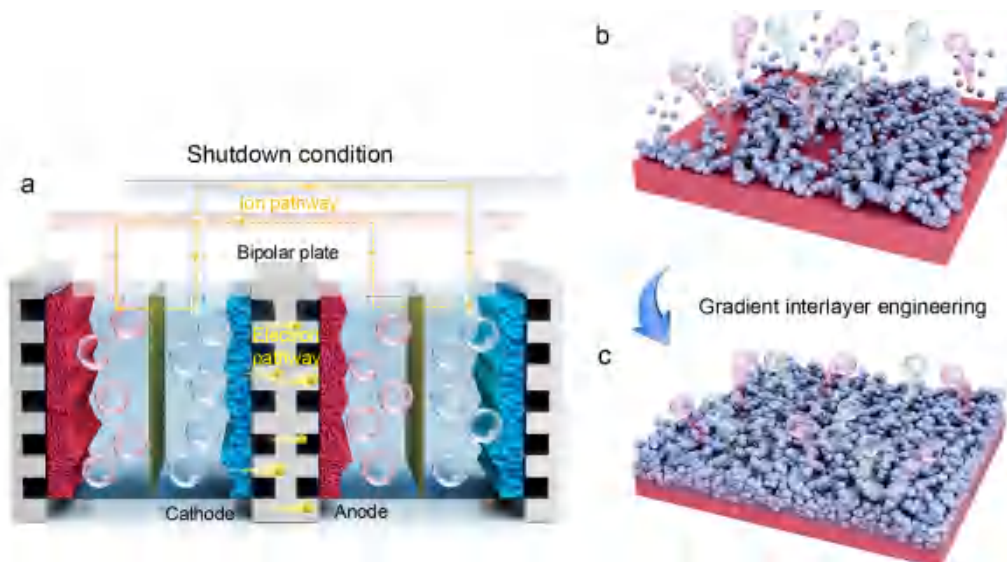 Shutdown condition
a
Ion pathway
Bipolar plate
Electron
pathway
Cathode
Anode
b
Gradient interlayer engineering
c